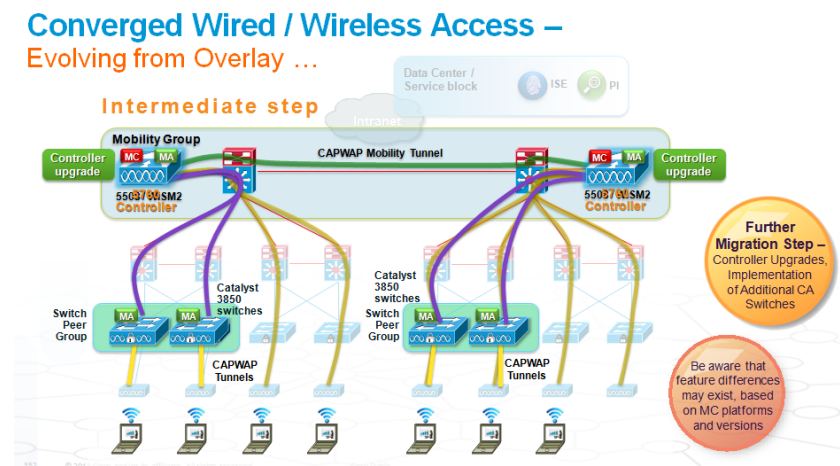 Converged Wired / Wireless Access –
Evolving from Overlay …
Data Center /
Service block
ISE
PI
Intermediate step
Intranet
Mobility Group
CAPWAP Mobility Tunnel
Controller
upgrade
MC
MA
Controller
MC
MA
Controller
Controller
upgrade
Further
Migration Step –
Controller Upgrades,
Implementation
of Additional CA
Switches
Catalyst
3850
switches
Switch
Peer
Group
MA
MA
CAPWAP
Tunnels
Catalyst
3850
switches
Switch
Peer
Group
MA
MA
CAPWAP
Tunnels
Be aware that
feature differences
may exist, based
on MC platforms
and versions